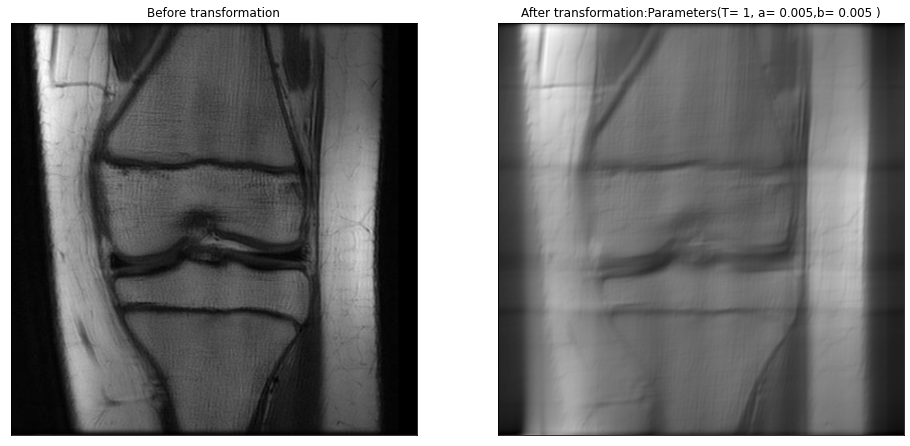 Before transformation
After transformation:Parameters(T= 1, a= 0.005,b= 0.005 )